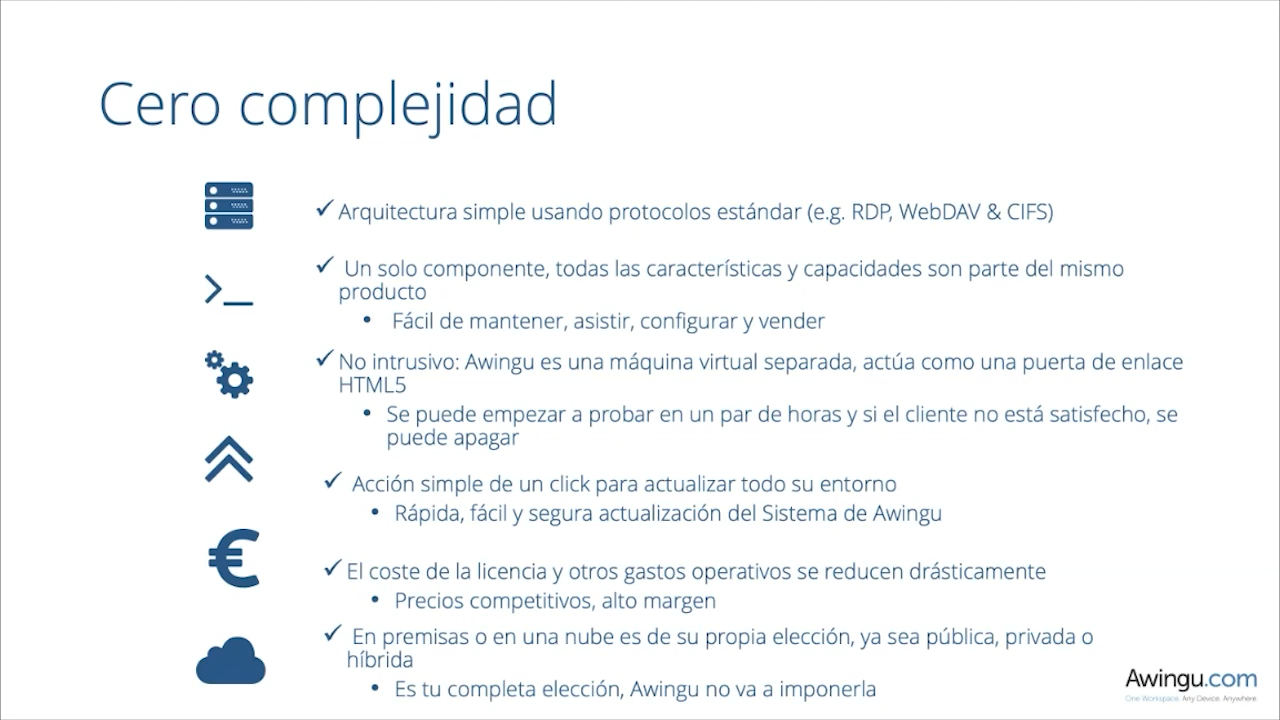 Cero complejidad
✓ Arquitectura simple usando protocolos estándar (e.g. RDP, WebDAV & CIFS)
✓ Un solo componente, todas las características y capacidades son parte del mismo
producto
• Fácil de mantener, asistir, configurar y vender
✓ No intrusivo: Awingu es una máquina virtual separada, actúa como una puerta de enlace
HTML5
• Se puede empezar a probar en un par de horas y si el cliente no está satisfecho, se
puede apagar
✓ Acción simple de un click para actualizar todo su entorno
• Rápida, fácil y segura actualización del Sistema de Awingu
✓ El coste de la licencia y otros gastos operativos se reducen drásticamente
• Precios competitivos, alto margen
✓ En premisas o en una nube es de su propia elección, ya sea pública, privada o
híbrida
• Es tu completa elección, Awingu no va a imponerla
Awingu.com
One Workspace. Any Device. Anywhere.